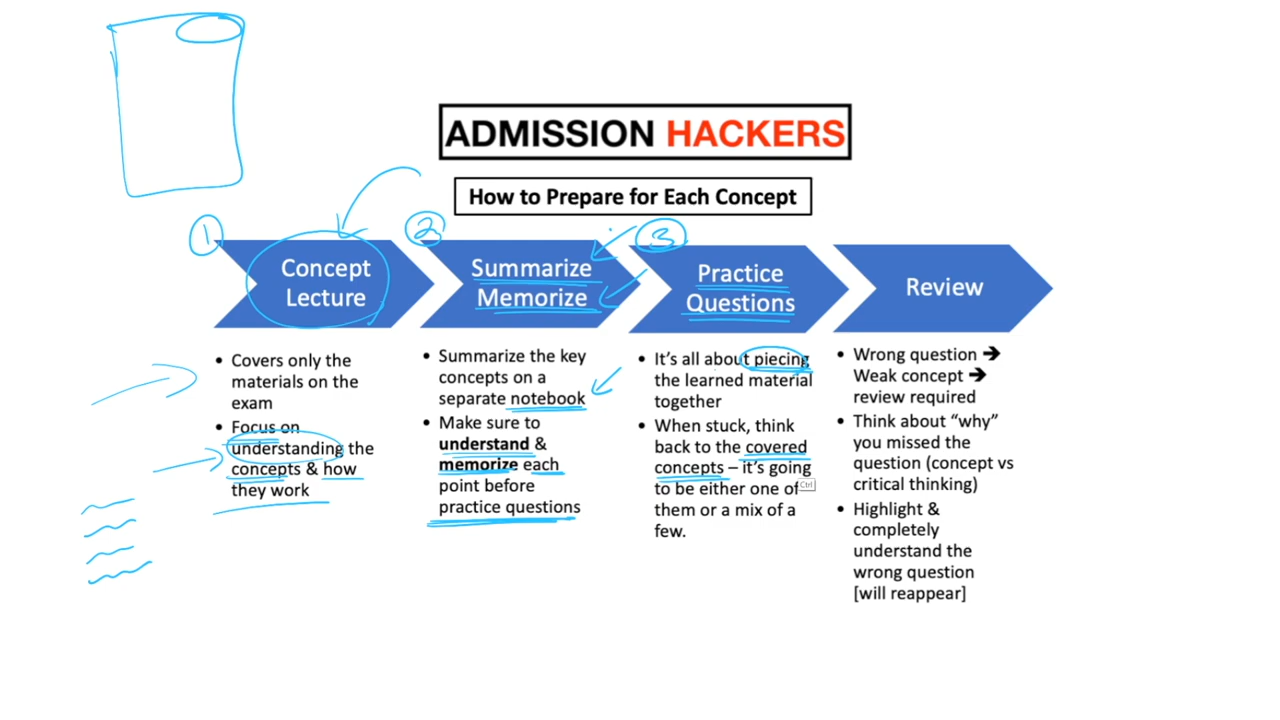 ADMISSION HACKERS
How to Prepare for Each Concept
1
2
3
Concept
Lecture
Summarize
Memorize
Practice
Questions
Review
• Covers only the
materials on the
exam
• Focus on
understanding the
concepts & how
they work
• Summarize the key
concepts on a
separate notebook
• Make sure to
understand &
memorize each
point before
practice questions
• It's all about piecing
the learned material
together
• When stuck, think
back to the covered
concepts – it's going
to be either one of
them or a mix of a
few.
Ctrl
• Wrong question ➔
Weak concept ➔
review required
• Think about “why”
you missed the
question (concept vs
critical thinking)
• Highlight &
completely
understand the
wrong question
[will reappear]